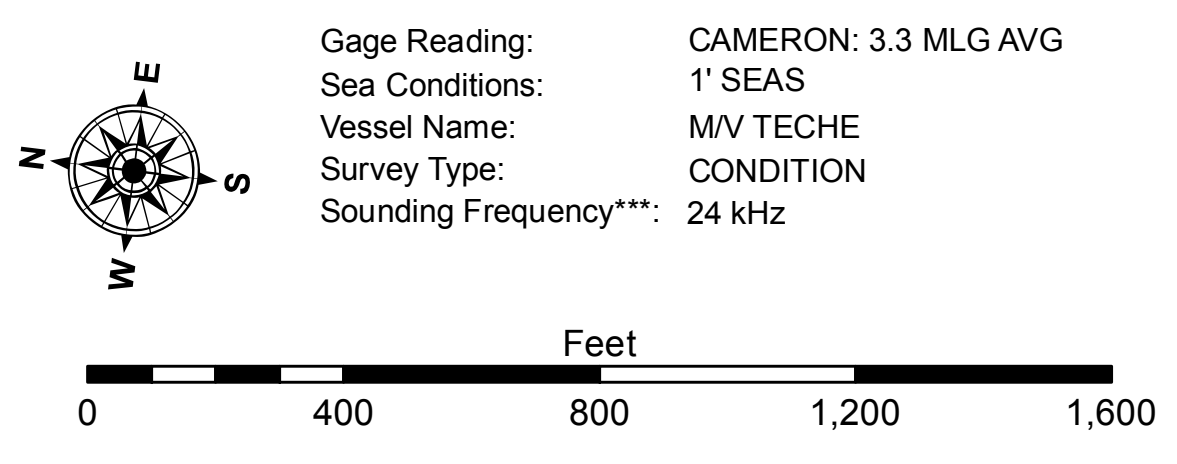 E
N
S
W
Gage Reading: CAMERON: 3.3 MLG AVG
Sea Conditions: 1' SEAS
Vessel Name: M/V TECHE
Survey Type: CONDITION
Sounding Frequency***: 24 kHz
Feet
0 400 800 1,200 1,600